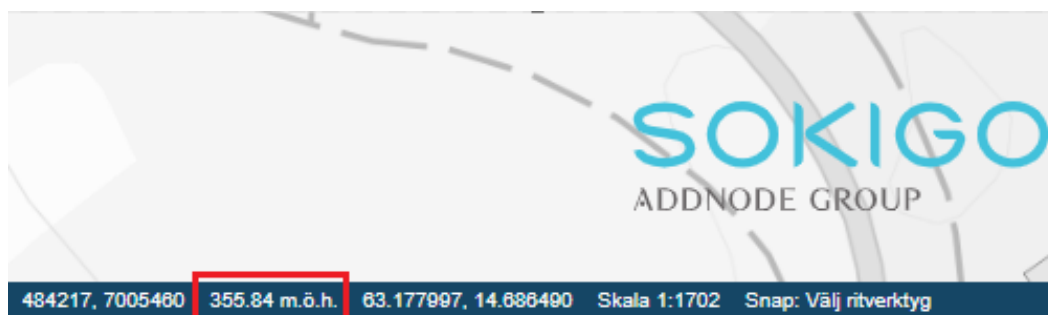 SOKIGO
ADDNODE GROUP
484217, 7005460 355.84 m.ö.h. 63.177997, 14.686490 Skala 1:1702 Snap: Välj ritverktyg